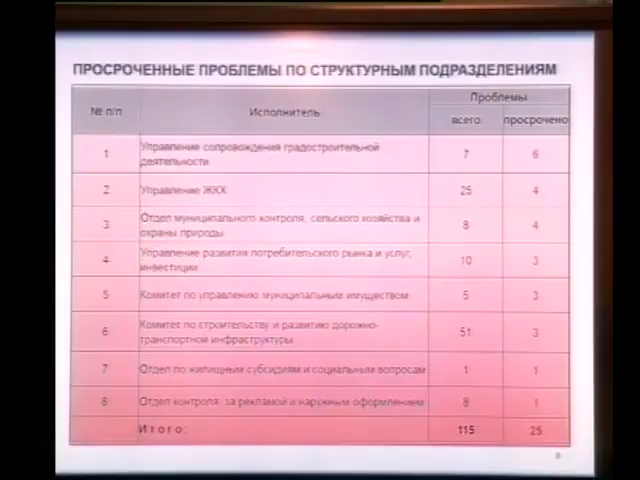 ПРОСРОЧЕННЫЕ ПРОБЛЕМЫ ПО СТРУКТУРНЫМ ПОДРАЗДЕЛЕНИЯМ
№ п/п Исполнитель Проблемы
всего просрочено
1 Управление сопровождения градостроительной 7 6
деятельности
2 Управление ЖКХ 25 4
3 Отдел муниципального контроля, сельского хозяйства и 8 4
охраны природы
4 Управление развития потребительского рынка и услуг, 10 3
инвестиции
5 Комитет по управлению муниципальным имуществом 5 3
6 Комитет по строительству и развитию дорожно- 51 3
транспортной инфраструктуры
7 Отдел по жилищным субсидиям и социальным вопросам 1 1
8 Отдел контроля за рекламой и наружным оформлением 8 1
Итого: 115 25